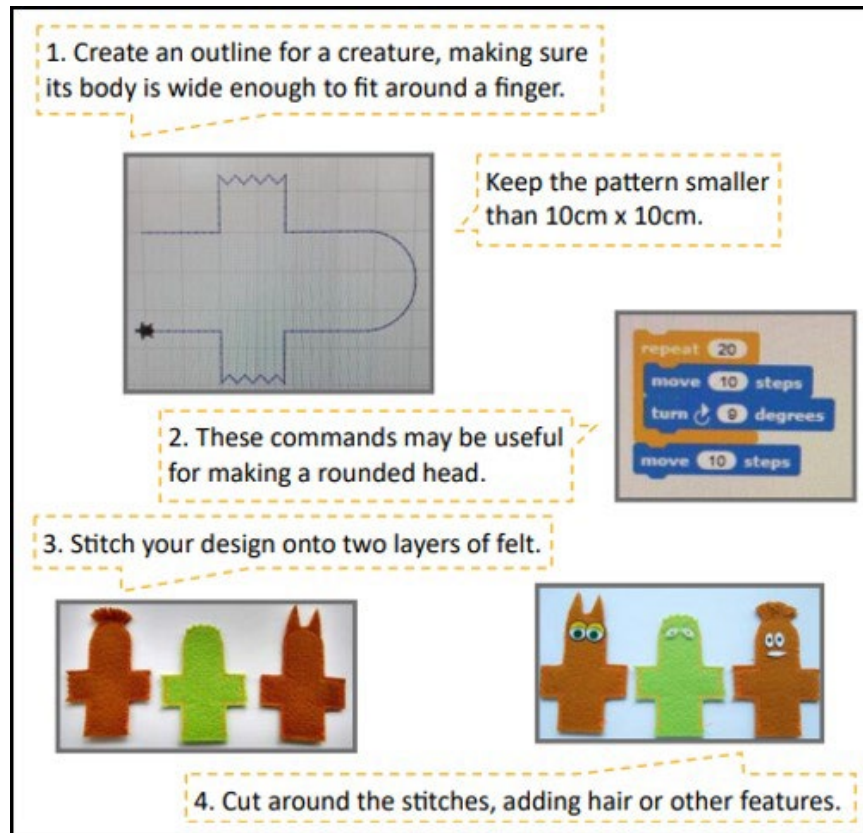 1. Create an outline for a creature, making sure
its body is wide enough to fit around a finger.
Keep the pattern smaller
than 10cm x 10cm.
repeat 20
move 10 steps
turn 9 degrees
move 10 steps
2. These commands may be useful
for making a rounded head.
3. Stitch your design onto two layers of felt.
4. Cut around the stitches, adding hair or other features.